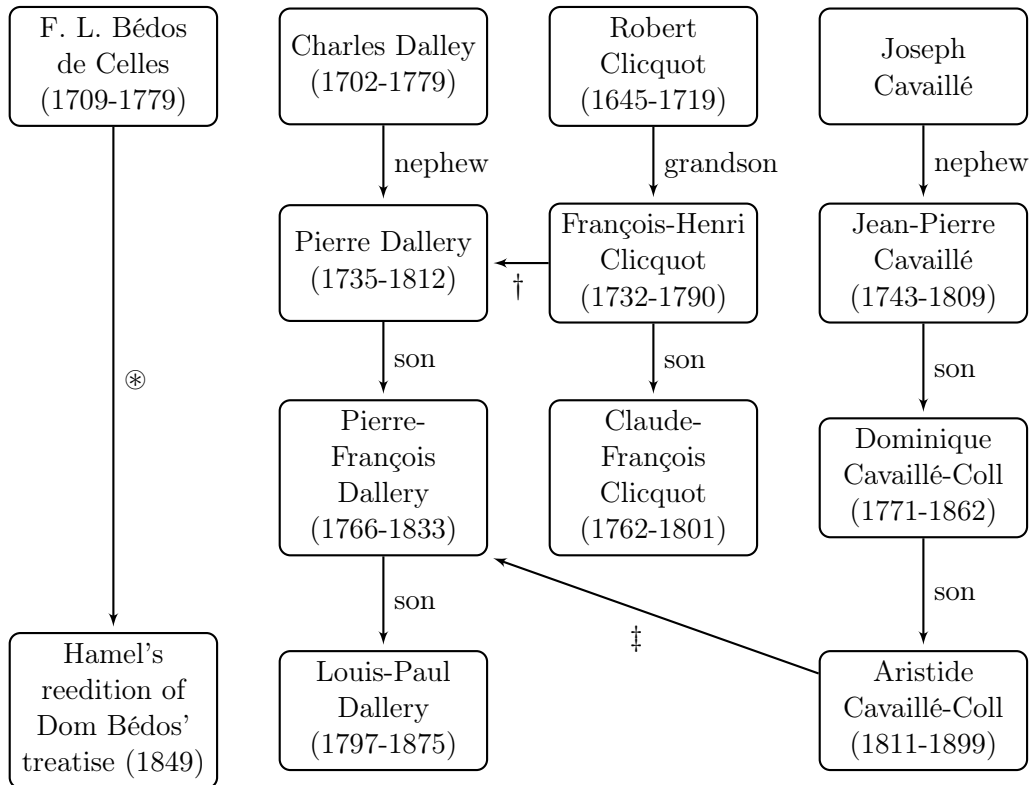 F. L. Bédos
de Celles
(1709-1779)
Charles Dalley
(1702-1779)
Robert
Clicquot
(1645-1719)
Joseph
Cavaillé
nephew
grandson
nephew
Pierre Dallery
(1735-1812)
†
François-Henri
Clicquot
(1732-1790)
Jean-Pierre
Cavaillé
(1743-1809)
⊛
son
son
son
Pierre-
François
Dallery
(1766-1833)
Claude-
François
Clicquot
(1762-1801)
Dominique
Cavaillé-Coll
(1771-1862)
son
‡
son
Hamel's
reedition of
Dom Bédos'
treatise (1849)
Louis-Paul
Dallery
(1797-1875)
Aristide
Cavaillé-Coll
(1811-1899)